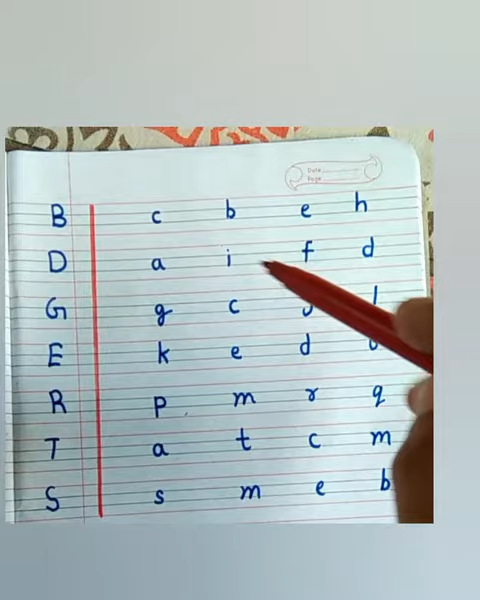 Date
Page
B c b e h
D a i f d
G g c
E k e d
R p m r q
T a t c m
S s m e b